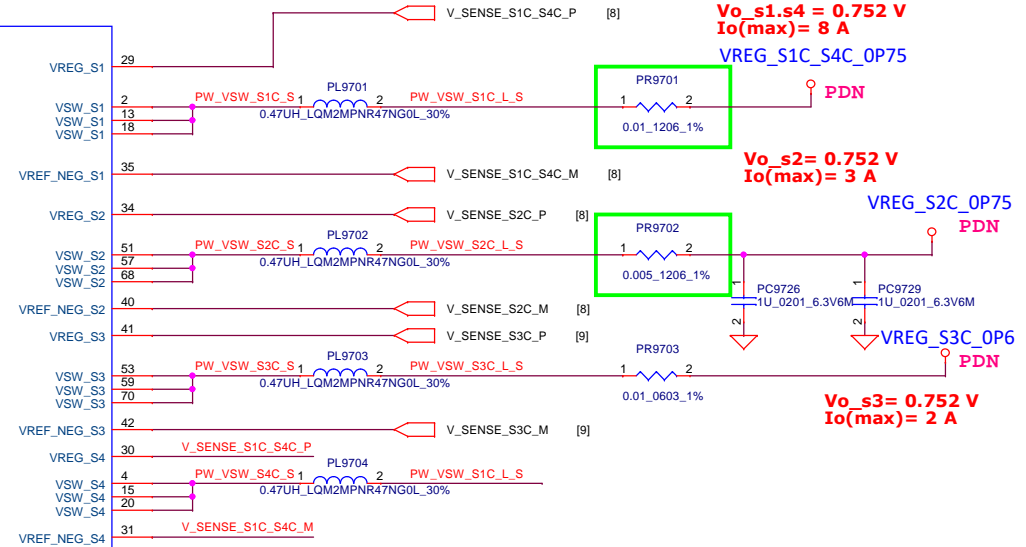 V_SENSE_S1C_S4C_P [8]
Vo_s1.s4 = 0.752 V
Io(max)= 8 A
VREG_S1C_S4C_0P75
PDN
VREG_S1 29
VSW_S1 2 PW_VSW_S1C_S 1 PL9701 2 PW_VSW_S1C_L_S 1 PR9701 2
VSW_S1 13 0.47UH_LQM2MPNR47NG0L_30% 0.01_1206_1%
VSW_S1 18
VREF_NEG_S1 35 V_SENSE_S1C_S4C_M [8]
Vo_s2= 0.752 V
Io(max)= 3 A
VREG_S2C_0P75
PDN
VREG_S2 34 V_SENSE_S2C_P [8]
VSW_S2 51 PW_VSW_S2C_S 1 PL9702 2 PW_VSW_S2C_L_S 1 PR9702 2
VSW_S2 57 0.47UH_LQM2MPNR47NG0L_30% 0.005_1206_1%
VSW_S2 68
1 PC9726 1 PC9729
1U_0201_6.3V6M 1U_0201_6.3V6M
2 2
VREF_NEG_S2 40 V_SENSE_S2C_M [8]
VREG_S3 41 V_SENSE_S3C_P [9]
VREG_S3C_0P6
PDN
VSW_S3 53 PW_VSW_S3C_S 1 PL9703 2 PW_VSW_S3C_L_S 1 PR9703 2
VSW_S3 59 0.47UH_LQM2MPNR47NG0L_30% 0.01_0603_1%
VSW_S3 70
Vo_s3= 0.752 V
Io(max)= 2 A
VREF_NEG_S3 42 V_SENSE_S3C_M [9]
VREG_S4 30 V_SENSE_S1C_S4C_P
VSW_S4 4 PW_VSW_S4C_S 1 PL9704 2 PW_VSW_S1C_L_S
VSW_S4 15 0.47UH_LQM2MPNR47NG0L_30%
VSW_S4 20
VREF_NEG_S4 31 V_SENSE_S1C_S4C_M